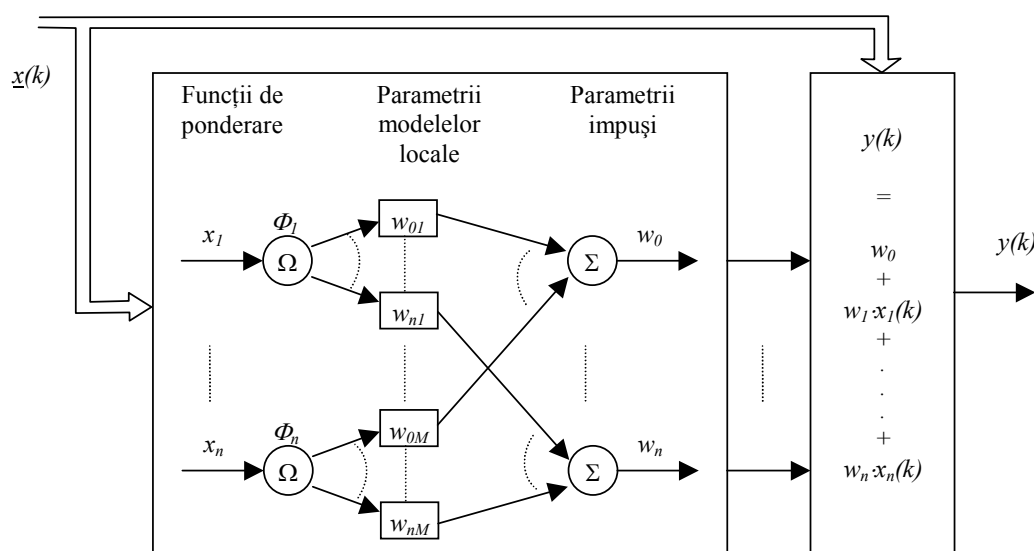 x(k)
Funcții de
ponderare
Parametrii
modelelor
locale
Parametrii
impuşi
x1
Φ1
Ω
w01
wn1
Σ
w0
xn
Φn
Ω
w0M
wnM
Σ
wn
y(k)
=
w0
+
w1·x1(k)
+
.
.
.
+
wn·xn(k)
y(k)